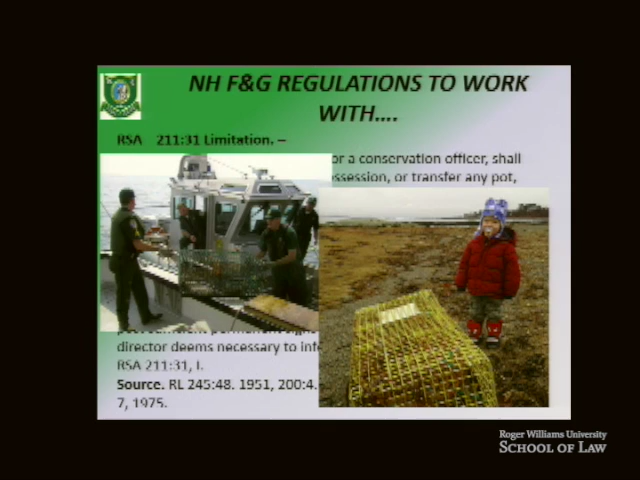 NH F&G REGULATIONS TO WORK
WITH….
RSA 211:31 Limitation. –
or a conservation officer, shall
ossession, or transfer any pot,
director deems necessary to inf
RSA 211:31, I.
Source. RL 245:48. 1951, 200:4.
7, 1975.
Roger Williams University
SCHOOL OF LAW